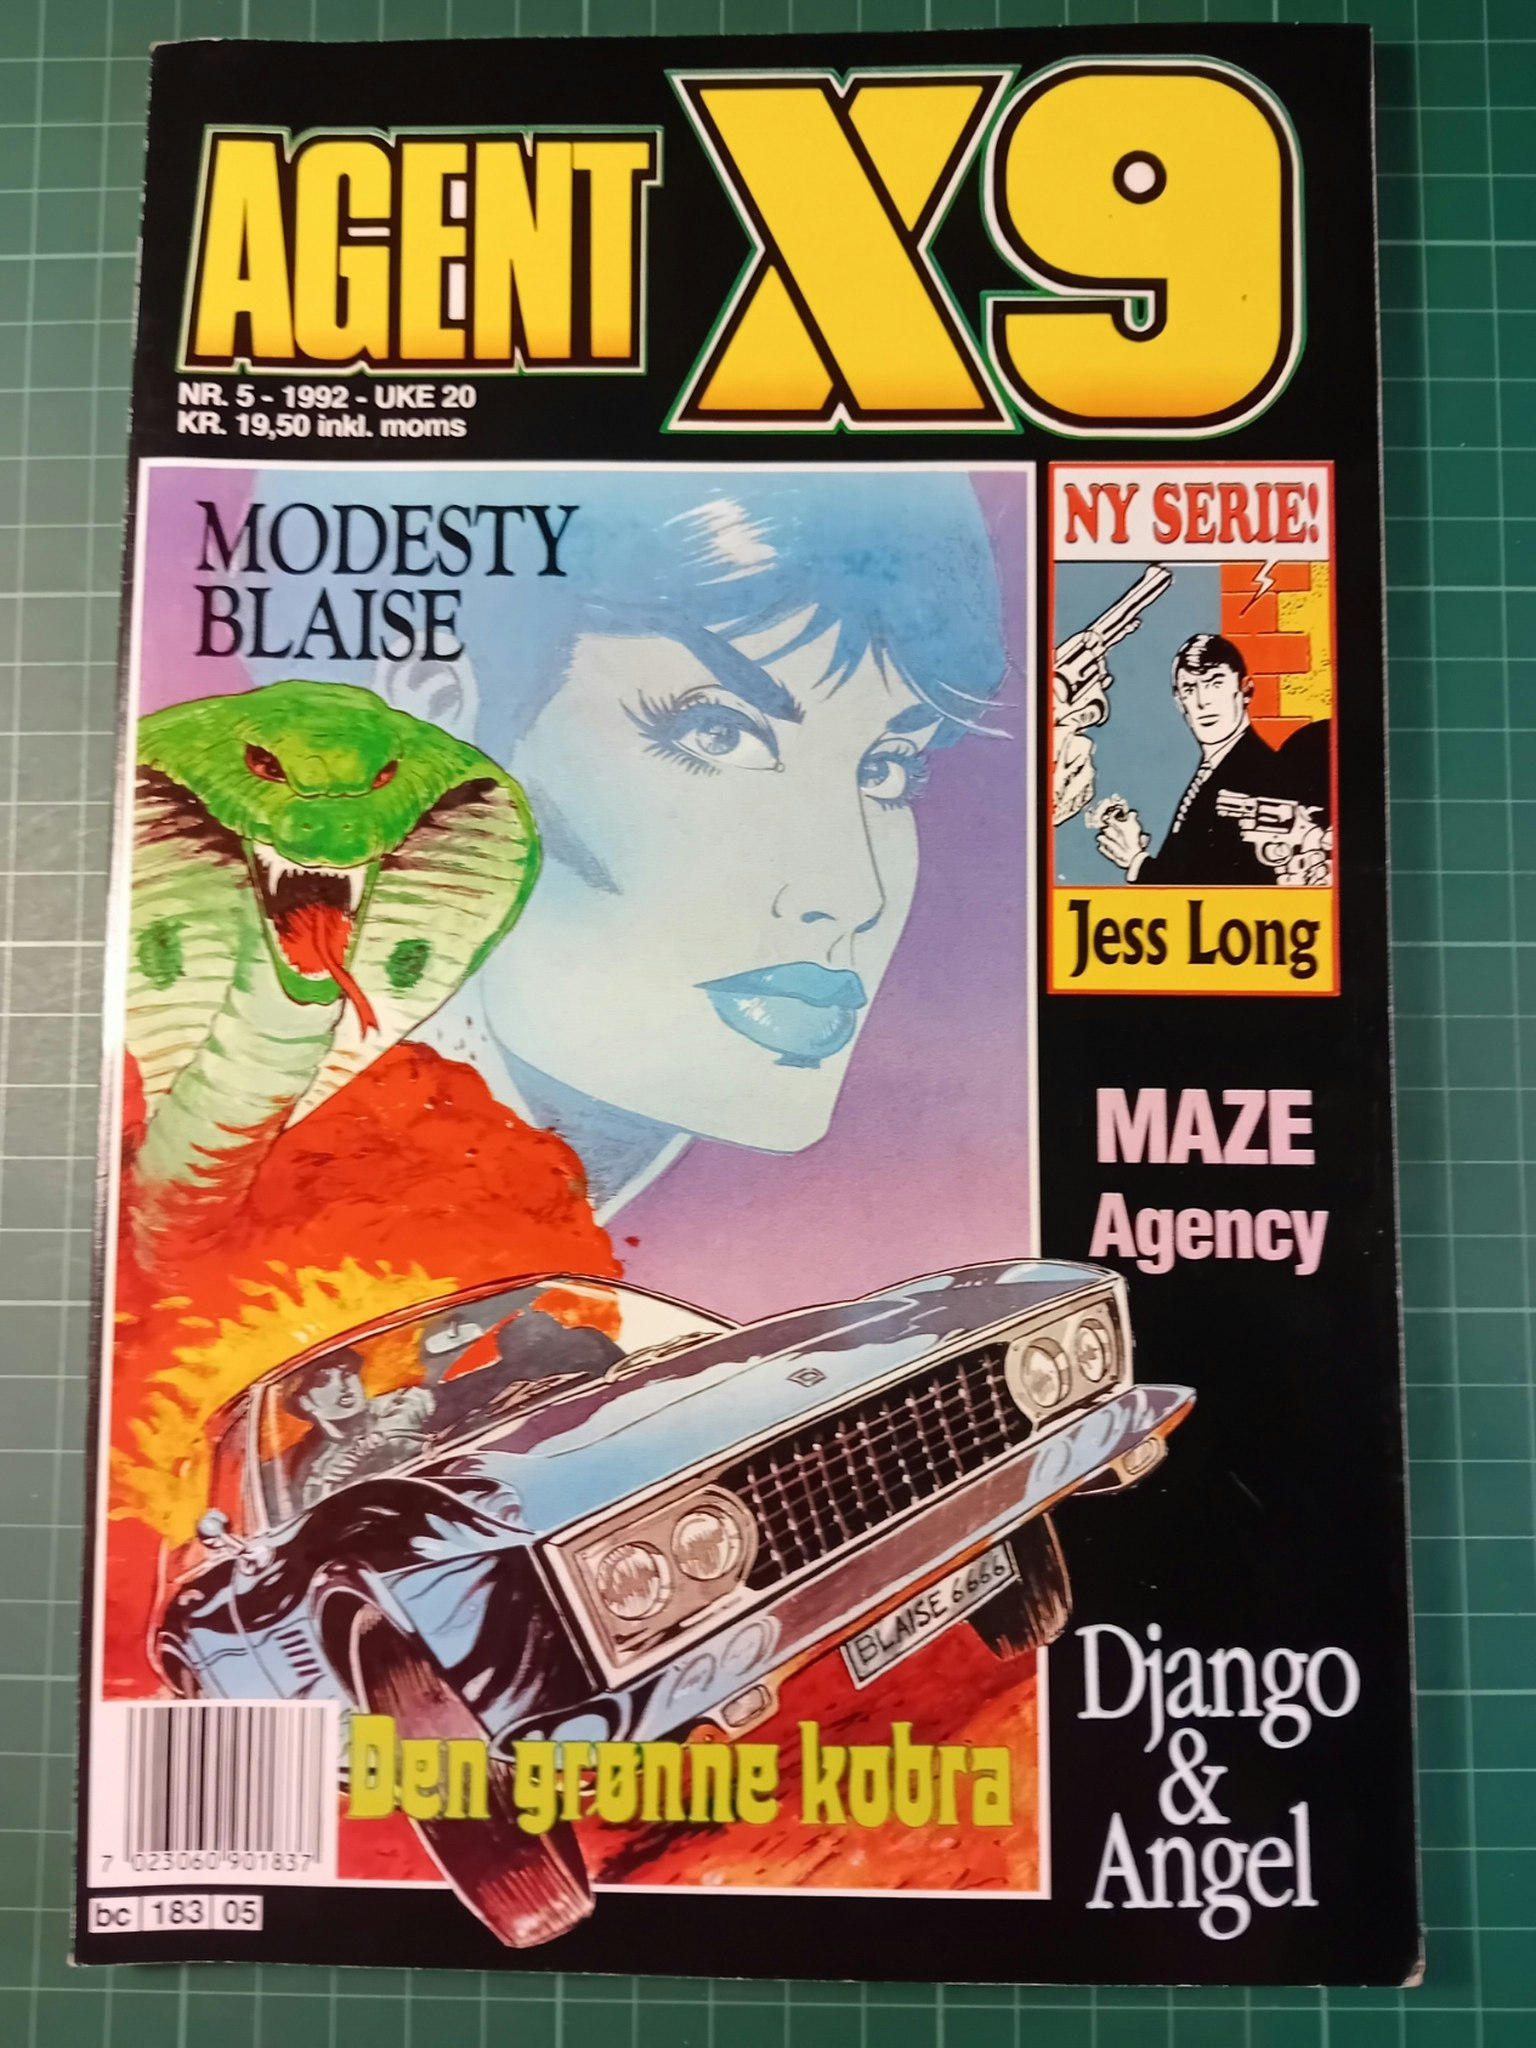 AGENT X9
NR. 5 - 1992 - UKE 20
KR. 19,50 inkl. moms
MODESTY
BLAISE
NY SERIE!
Jess Long
MAZE
Agency
BLAISE 6666
Den grønne kobra
Django
&
Angel
7 023060 901837
bc 183 05